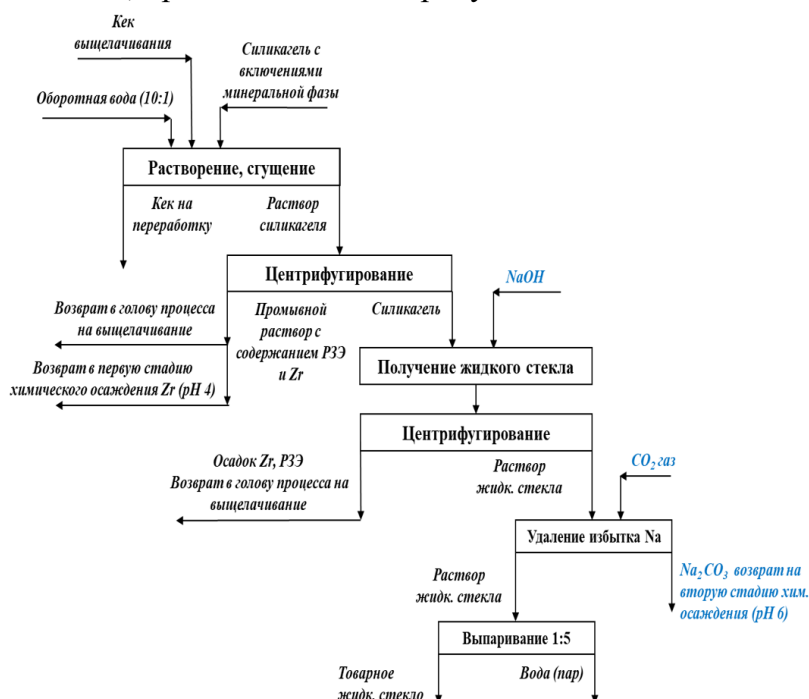 Кек
выщелачивания
Силикагель с
включениями
минеральной фазы
Оборотная вода (10:1)
Растворение, сгущение
Кек на
переработку
Раствор
силикагеля
Центрифугирование
NaOH
Возврат в голову процесса
на выщелачивание
Промывной
раствор с
содержанием РЗЭ
и Zr
Силикагель
Возврат в первую стадию
химического осаждения Zr (pH 4)
Получение жидкого стекла
Центрифугирование
Осадок Zr, РЗЭ
Возврат в голову процесса на
выщелачивание
Раствор
жидк. стекла
CO₂ газ
Удаление избытка Na
Раствор
жидк. стекла
Na₂CO₃ возврат на
вторую стадию хим.
осаждения (pH 6)
Выпаривание 1:5
Товарное
жидк. стекло
Вода (пар)